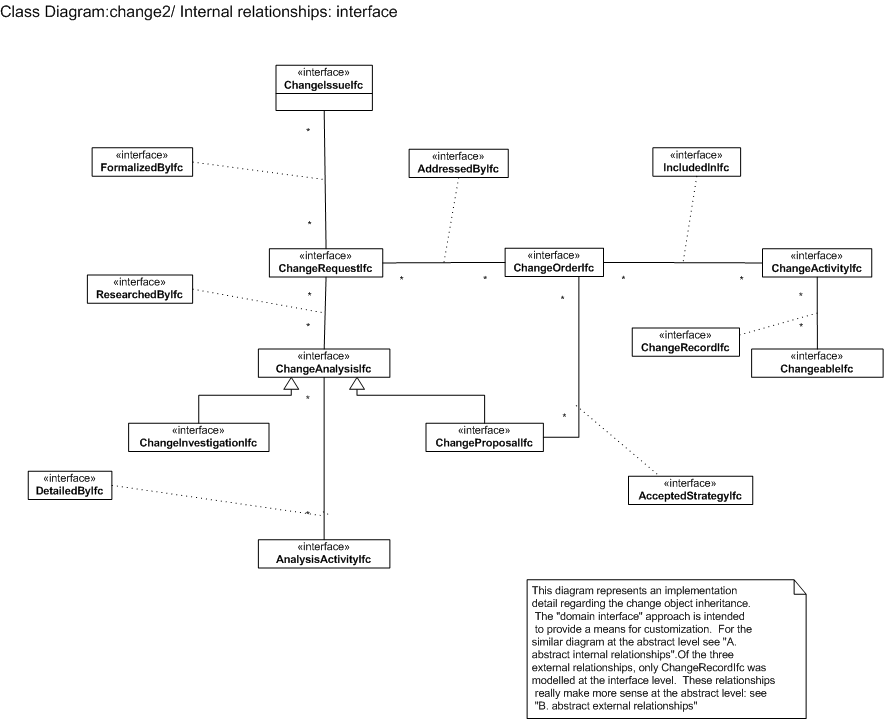 Class Diagram:change2/ Internal relationships: interface
«interface»
ChangeIssueIfc
*
«interface»
FormalizedByIfc
«interface»
AddressedByIfc
«interface»
IncludedInIfc
*
«interface»
ChangeRequestIfc
«interface»
ChangeOrderIfc
«interface»
ChangeActivityIfc
* * * *
«interface»
ResearchedByIfc
* * *
* *
«interface»
ChangeRecordIfc
«interface»
ChangeAnalysisIfc
«interface»
ChangeableIfc
* *
«interface»
ChangeInvestigationIfc
«interface»
ChangeProposalIfc
«interface»
DetailedByIfc
«interface»
AcceptedStrategyIfc
*
«interface»
AnalysisActivityIfc
This diagram represents an implementation
detail regarding the change object inheritance.
The "domain interface" approach is intended
to provide a means for customization. For the
similar diagram at the abstract level see "A.
abstract internal relationships".Of the three
external relationships, only ChangeRecordIfc was
modelled at the interface level. These relationships
really make more sense at the abstract level: see
"B. abstract external relationships"